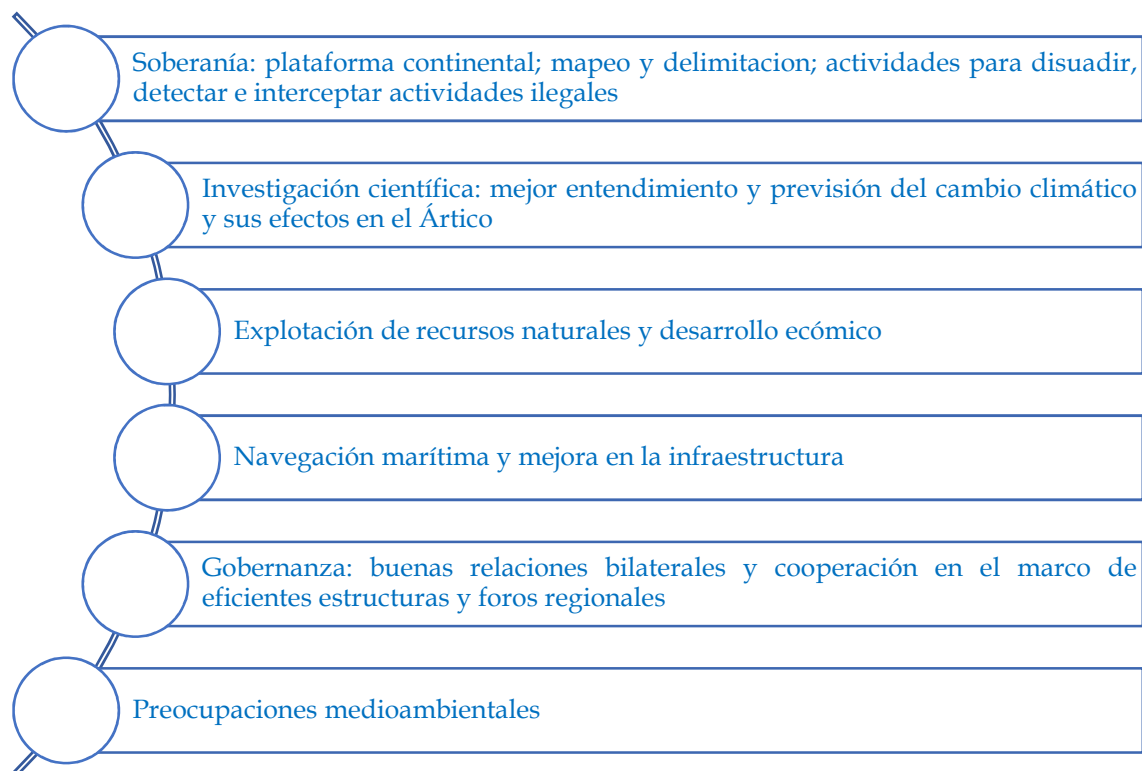 Soberanía: plataforma continental; mapeo y delimitacion; actividades para disuadir,
detectar e interceptar actividades ilegales
Investigación científica: mejor entendimiento y previsión del cambio climático
y sus efectos en el Ártico
Explotación de recursos naturales y desarrollo ecómico
Navegación marítima y mejora en la infraestructura
Gobernanza: buenas relaciones bilaterales y cooperación en el marco de
eficientes estructuras y foros regionales
Preocupaciones medioambientales